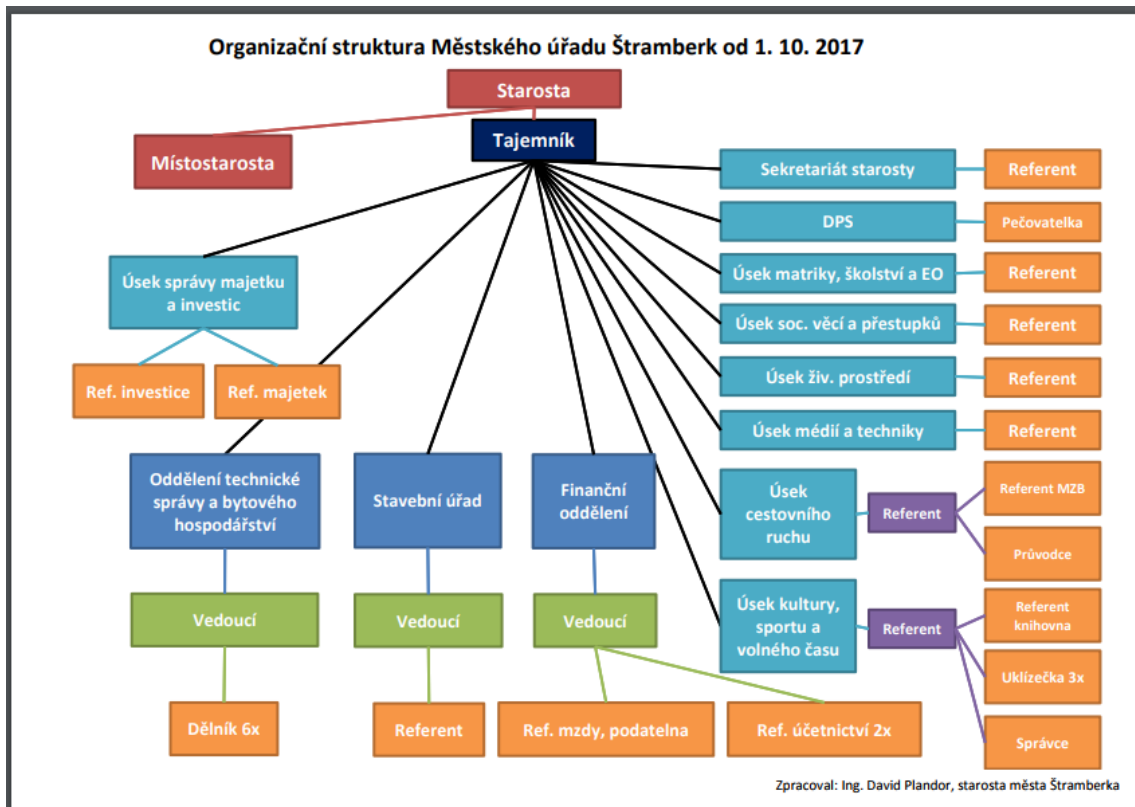 Organizační struktura Městského úřadu Štramberk od 1. 10. 2017
Starosta
Tajemník
Místostarosta
Sekretariát starosty
Referent
DPS
Pečovatelka
Úsek správy majetku
a investic
Úsek matriky, školství a EO
Referent
Úsek soc. věcí a přestupků
Referent
Ref. investice
Ref. majetek
Úsek živ. prostředí
Referent
Úsek médií a techniky
Referent
Oddělení technické
správy a bytového
hospodářství
Stavební úřad
Finanční
oddělení
Úsek
cestovního
ruchu
Referent
Referent MZB
Průvodce
Vedoucí
Vedoucí
Vedoucí
Úsek kultury,
sportu a
volného času
Referent
Referent
knihovna
Uklízečka 3x
Správce
Dělník 6x
Referent
Ref. mzdy, podatelna
Ref. účetnictví 2x
Zpracoval: Ing. David Plandor, starosta města Štramberka